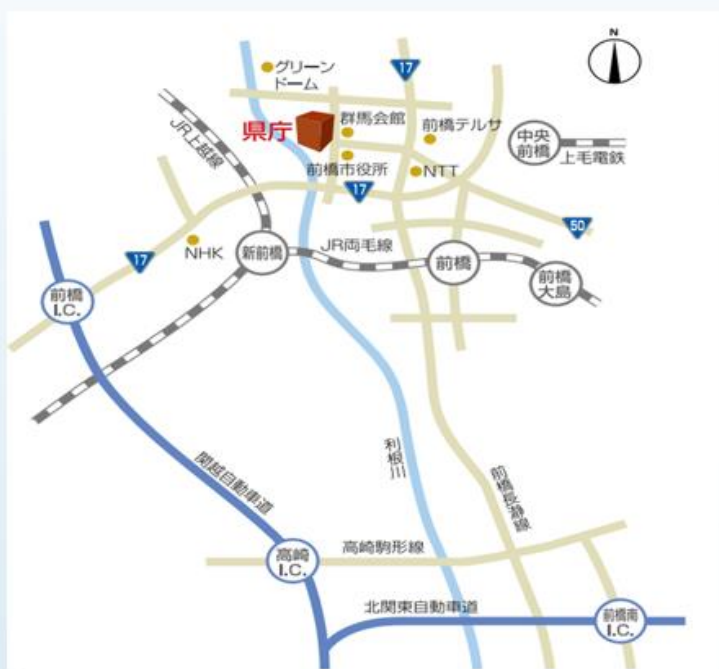 N
グリーン
ドーム
17
県庁
群馬会館
前橋テルサ
中央
前橋
上毛電鉄
JR上越線
前橋市役所
NTT
17
50
NHK
17
新前橋
JR両毛線
前橋
前橋
大島
前橋
I.C.
利根川
関越自動車道
前橋長瀞線
高崎
I.C.
高崎駒形線
北関東自動車道
前橋南
I.C.